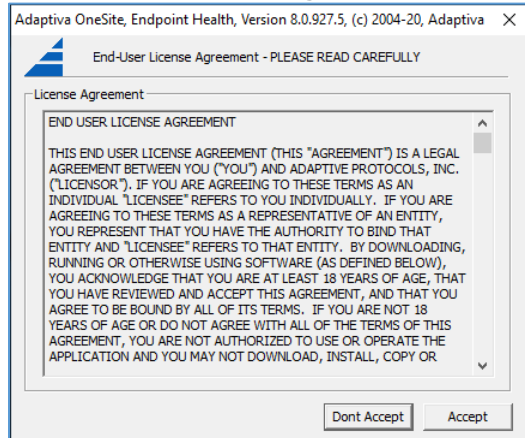 Adaptiva OneSite, Endpoint Health, Version 8.0.927.5, (c) 2004-20, Adaptiva
End-User License Agreement - PLEASE READ CAREFULLY
License Agreement
END USER LICENSE AGREEMENT
THIS END USER LICENSE AGREEMENT (THIS "AGREEMENT") IS A LEGAL
AGREEMENT BETWEEN YOU ("YOU") AND ADAPTIVE PROTOCOLS, INC.
("LICENSOR"). IF YOU ARE AGREEING TO THESE TERMS AS AN
INDIVIDUAL "LICENSEE" REFERS TO YOU INDIVIDUALLY. IF YOU ARE
AGREEING TO THESE TERMS AS A REPRESENTATIVE OF AN ENTITY,
YOU REPRESENT THAT YOU HAVE THE AUTHORITY TO BIND THAT
ENTITY AND "LICENSEE" REFERS TO THAT ENTITY. BY DOWNLOADING,
RUNNING OR OTHERWISE USING SOFTWARE (AS DEFINED BELOW),
YOU ACKNOWLEDGE THAT YOU ARE AT LEAST 18 YEARS OF AGE, THAT
YOU HAVE REVIEWED AND ACCEPT THIS AGREEMENT, AND THAT YOU
AGREE TO BE BOUND BY ALL OF ITS TERMS. IF YOU ARE NOT 18
YEARS OF AGE OR DO NOT AGREE WITH ALL OF THE TERMS OF THIS
AGREEMENT, YOU ARE NOT AUTHORIZED TO USE OR OPERATE THE
APPLICATION AND YOU MAY NOT DOWNLOAD, INSTALL, COPY OR
Dont Accept
Accept